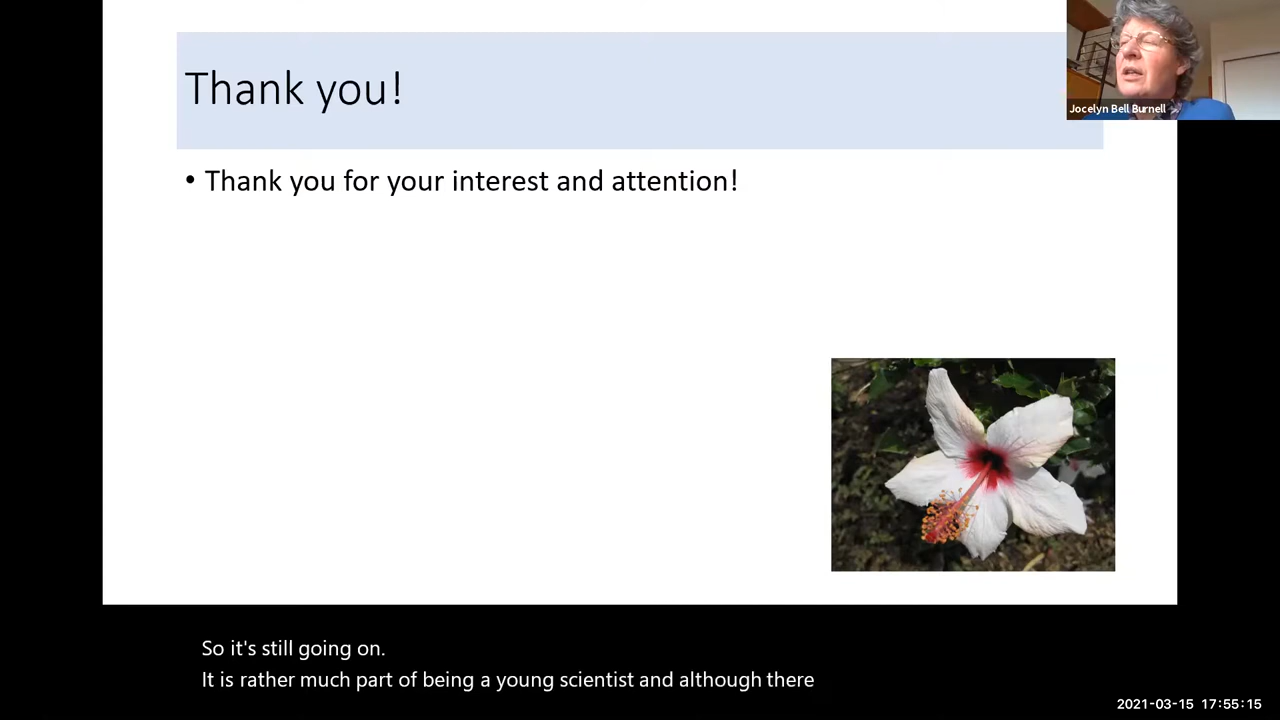 Thank you!
Jocelyn Bell Burnell
• Thank you for your interest and attention!
So it's still going on.
It is rather much part of being a young scientist and although there
2021-03-15 17:55:15